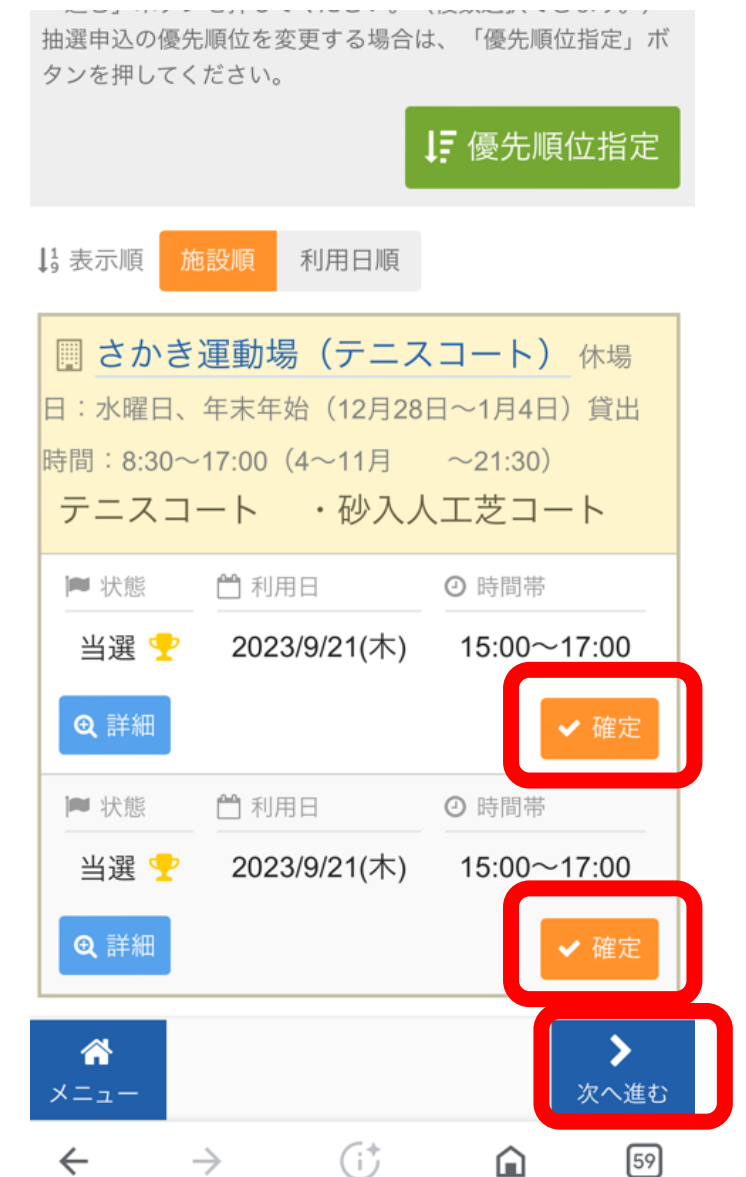 抽選申込の優先順位を変更する場合は、「優先順位指定」ボ
タンを押してください。
優先順位指定
表示順 施設順 利用日順
さかき運動場（テニスコート） 休場
日：水曜日、年末年始（12月28日～1月4日）貸出
時間：8:30～17:00（4～11月　～21:30）
テニスコート　・砂入人工芝コート
状態 利用日 時間帯
当選 2023/9/21(木) 15:00～17:00
詳細 確定
状態 利用日 時間帯
当選 2023/9/21(木) 15:00～17:00
詳細 確定
メニュー 次へ進む
59